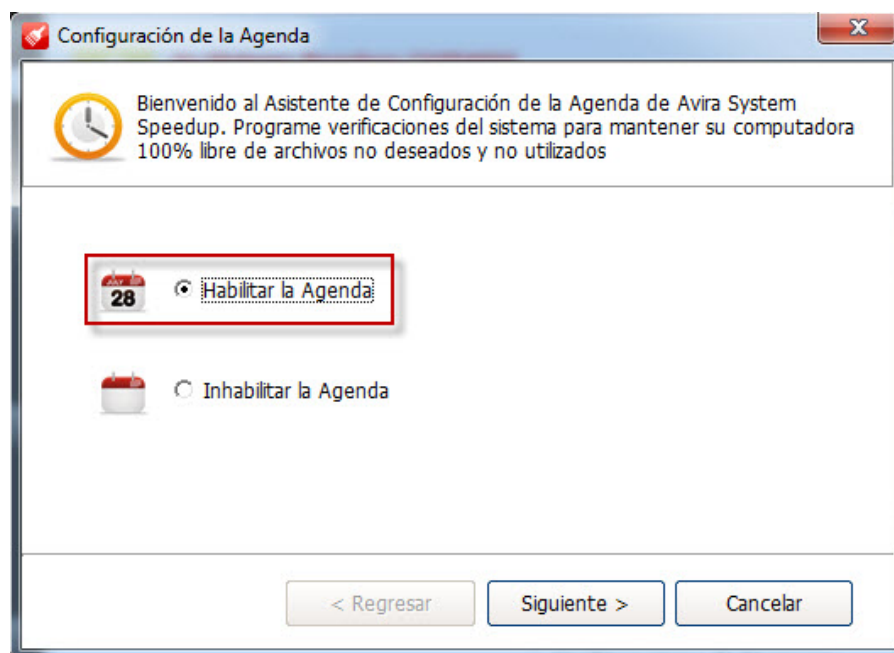 Configuración de la Agenda
Bienvenido al Asistente de Configuración de la Agenda de Avira System
Speedup. Programe verificaciones del sistema para mantener su computadora
100% libre de archivos no deseados y no utilizados
JULY
28
Habilitar la Agenda
Inhabilitar la Agenda
< Regresar
Siguiente >
Cancelar